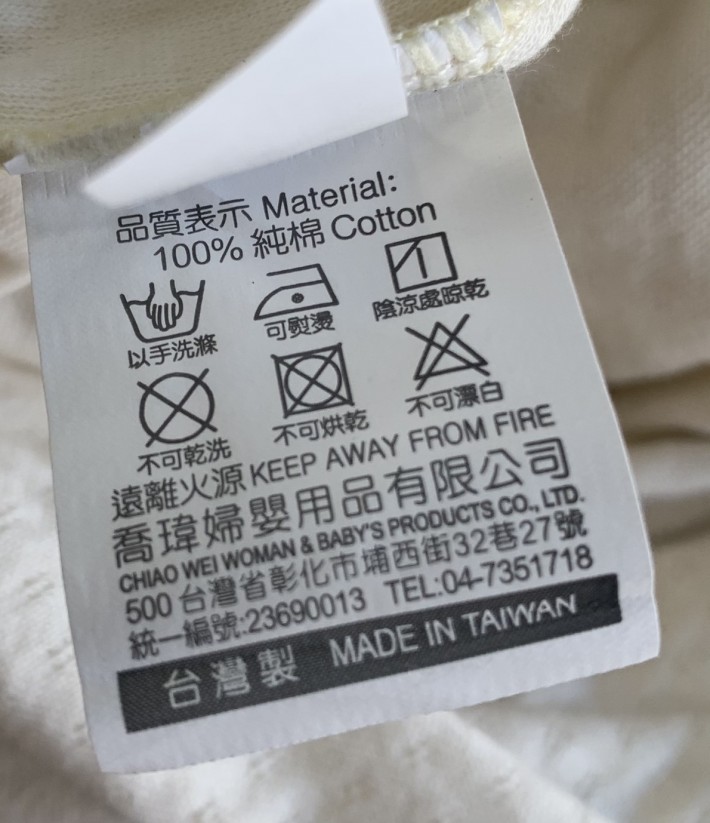 品質表示 Material:
100% 純棉 Cotton
以手洗滌 可熨燙 陰涼處晾乾
不可乾洗 不可烘乾 不可漂白
遠離火源 KEEP AWAY FROM FIRE
喬瑋婦嬰用品有限公司
CHIAO WEI WOMAN & BABY'S PRODUCTS CO., LTD.
500 台灣省彰化市埔西街32巷27號
統一編號:23690013 TEL:04-7351718
台灣製 MADE IN TAIWAN